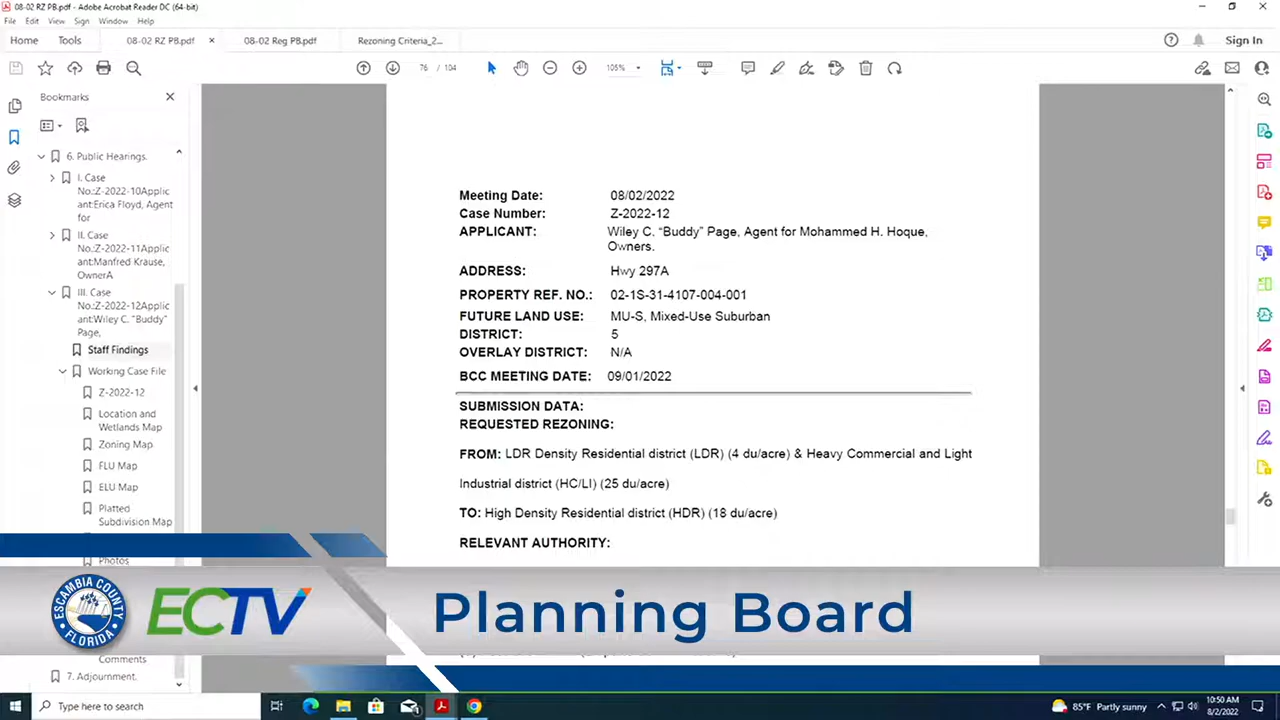 08-02 RZ PB.pdf - Adobe Acrobat Reader DC (64-bit)
File Edit View Sign Window Help
Home Tools 08-02 RZ PB.pdf 08-02 Reg PB.pdf Rezoning Criteria_2... Sign In
76 / 104 105%
Bookmarks
6. Public Hearings.
I. Case
No.:Z-2022-10Applic
ant:Erica Floyd, Agent
for
II. Case
No.:Z-2022-11Applic
ant:Manfred Krause,
OwnerA
III. Case
No.:Z-2022-12Applic
ant:Wiley C. "Buddy"
Page,
Staff Findings
Working Case File
Z-2022-12
Location and
Wetlands Map
Zoning Map
FLU Map
ELU Map
Platted
Subdivision Map
Photos
Comments
7. Adjournment.
Meeting Date: 08/02/2022
Case Number: Z-2022-12
APPLICANT: Wiley C. “Buddy” Page, Agent for Mohammed H. Hoque,
Owners.
ADDRESS: Hwy 297A
PROPERTY REF. NO.: 02-1S-31-4107-004-001
FUTURE LAND USE: MU-S, Mixed-Use Suburban
DISTRICT: 5
OVERLAY DISTRICT: N/A
BCC MEETING DATE: 09/01/2022
SUBMISSION DATA:
REQUESTED REZONING:
FROM: LDR Density Residential district (LDR) (4 du/acre) & Heavy Commercial and Light
Industrial district (HC/LI) (25 du/acre)
TO: High Density Residential district (HDR) (18 du/acre)
RELEVANT AUTHORITY:
ESCAMBIA COUNTY
FLORIDA
ECTV
Planning Board
Type here to search
85°F Partly sunny
10:50 AM
8/2/2022